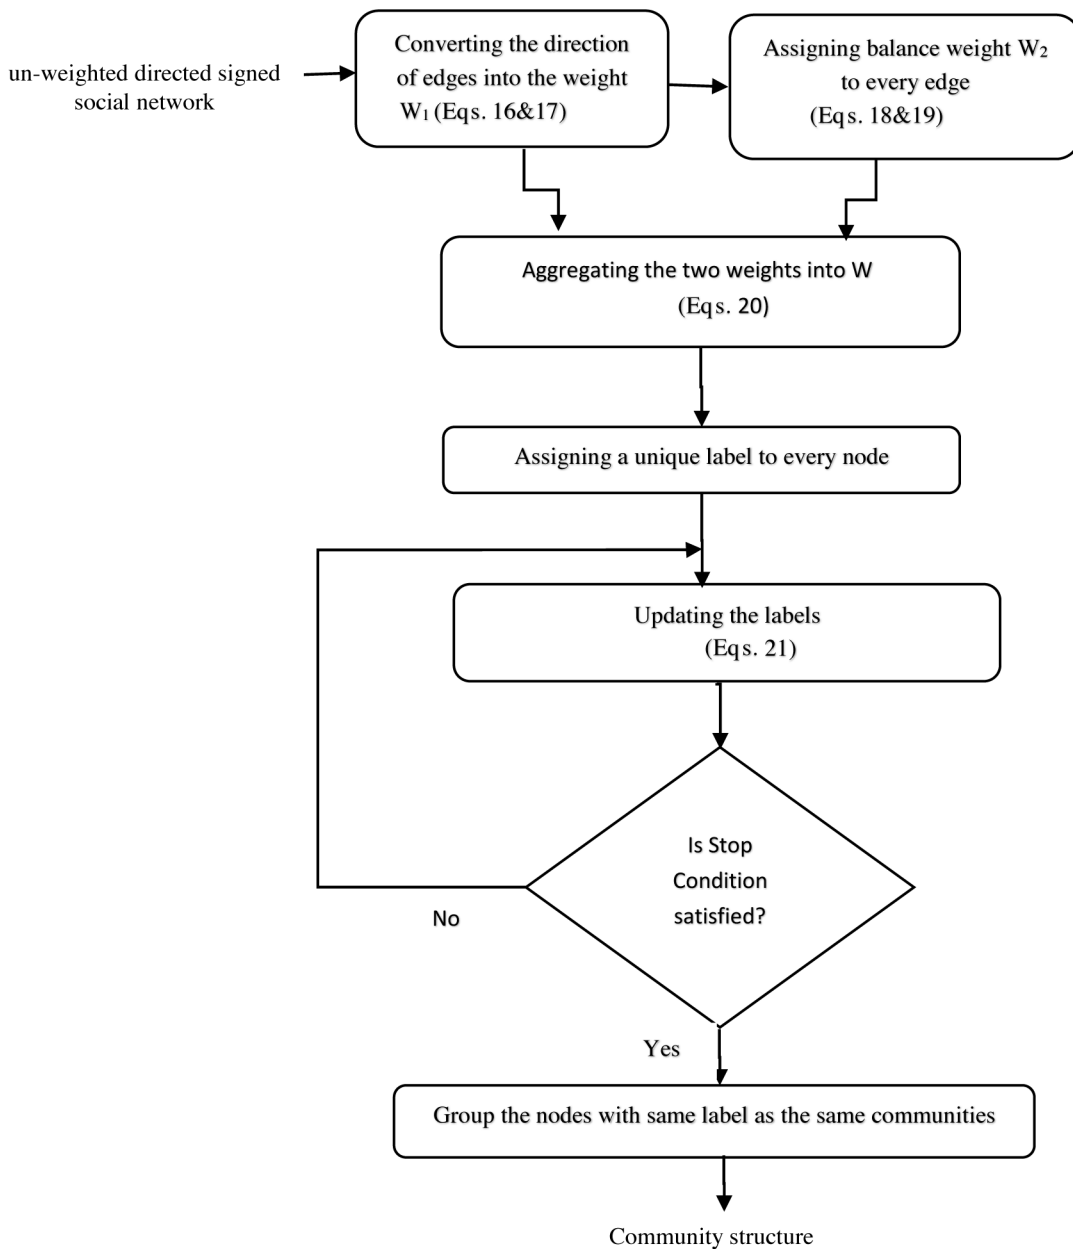 un-weighted directed signed
social network
Converting the direction
of edges into the weight
W₁ (Eqs. 16&17)
Assigning balance weight W₂
to every edge
(Eqs. 18&19)
Aggregating the two weights into W
(Eqs. 20)
Assigning a unique label to every node
Updating the labels
(Eqs. 21)
Is Stop
Condition
satisfied?
No
Yes
Group the nodes with same label as the same communities
Community structure